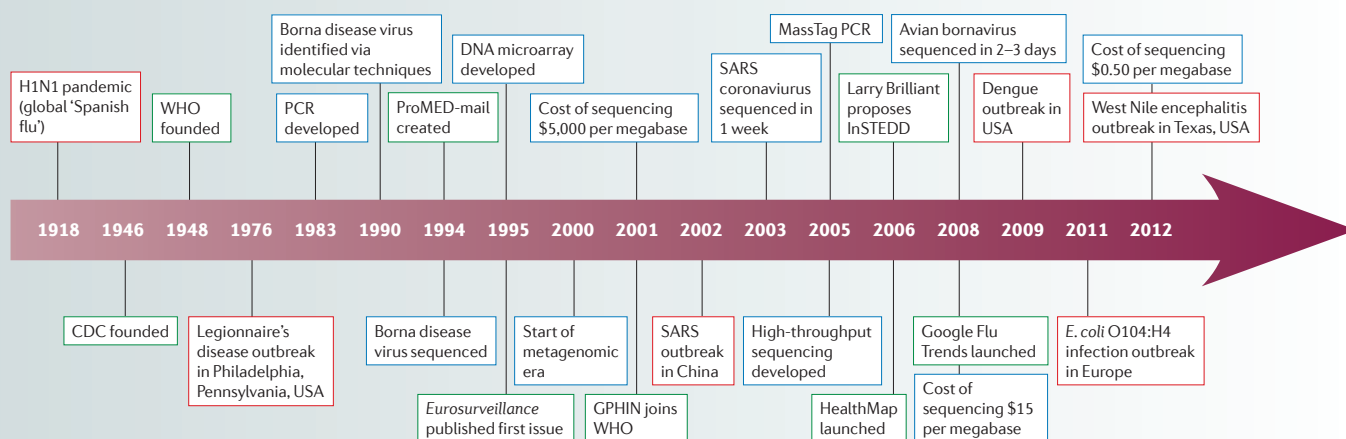 H1N1 pandemic
(global ‘Spanish
flu’)
WHO
founded
Borna disease virus
identified via
molecular techniques
PCR
developed
ProMED-mail
created
DNA microarray
developed
Cost of sequencing
$5,000 per megabase
SARS
coronaviurus
sequenced in
1 week
MassTag PCR
Larry Brilliant
proposes
InSTEDD
Avian bornavirus
sequenced in 2–3 days
Dengue
outbreak in
USA
Cost of sequencing
$0.50 per megabase
West Nile encephalitis
outbreak in Texas, USA
1918 1946 1948 1976 1983 1990 1994 1995 2000 2001 2002 2003 2005 2006 2008 2009 2011 2012
CDC founded
Legionnaire’s
disease outbreak
in Philadelphia,
Pennsylvania, USA
Borna disease
virus sequenced
Eurosurveillance
published first issue
Start of
metagenomic
era
GPHIN joins
WHO
SARS
outbreak
in China
High-throughput
sequencing
developed
HealthMap
launched
Google Flu
Trends launched
Cost of
sequencing $15
per megabase
E. coli O104:H4
infection outbreak
in Europe